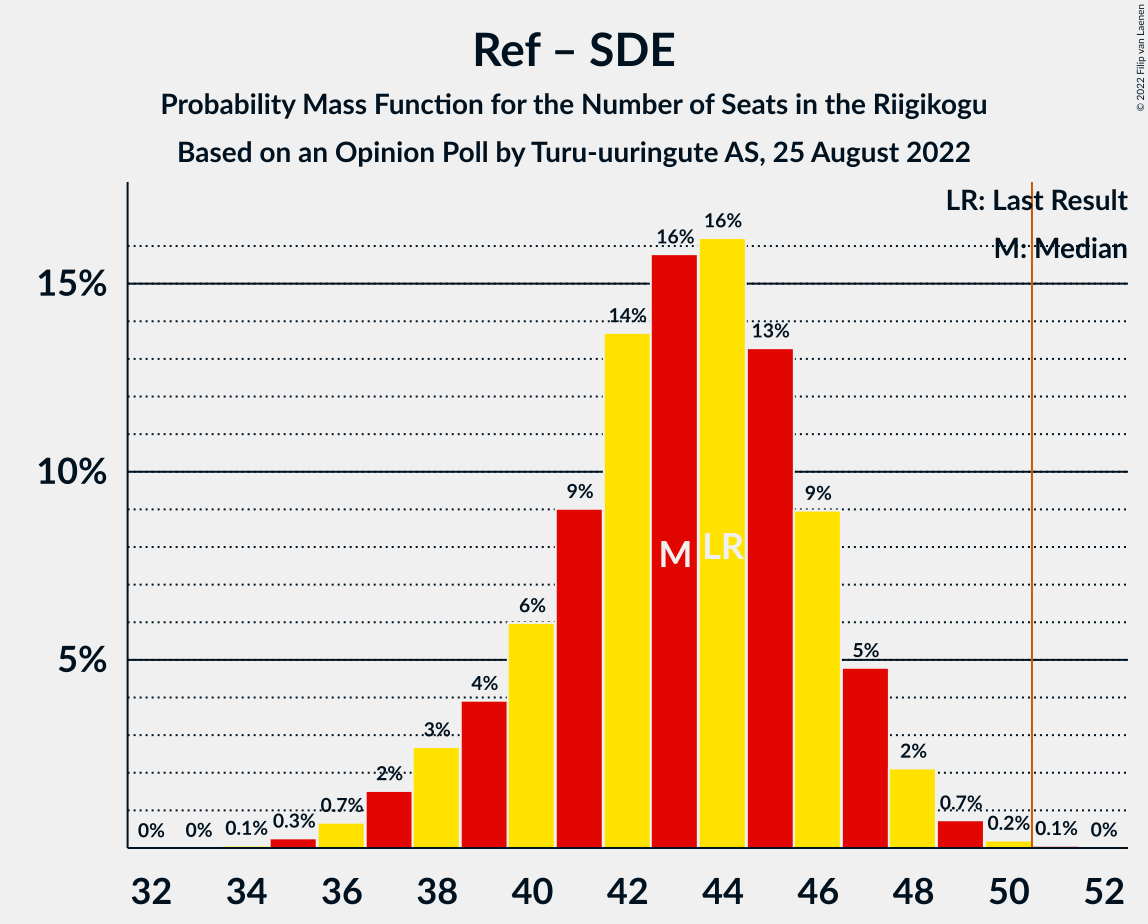 Ref – SDE
Probability Mass Function for the Number of Seats in the Riigikogu
Based on an Opinion Poll by Turu-uuringute AS, 25 August 2022
© 2022 Filip van Laenen
LR: Last Result
M: Median
15%
10%
5%
0%
0%
0.1%
0.3%
0.7%
2%
3%
4%
6%
9%
14%
16%
16%
13%
9%
5%
2%
0.7%
0.2%
0.1%
0%
M
LR
32 34 36 38 40 42 44 46 48 50 52